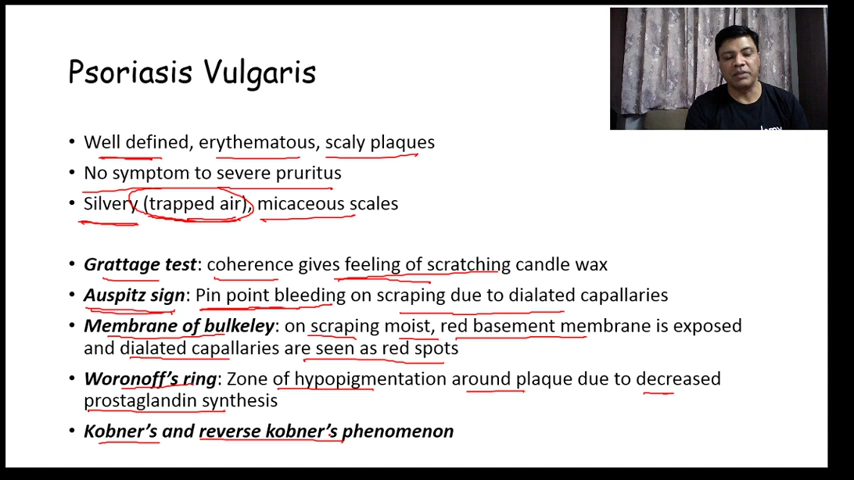 Psoriasis Vulgaris
• Well defined, erythematous, scaly plaques
• No symptom to severe pruritus
• Silvery (trapped air), micaceous scales
• Grattage test: coherence gives feeling of scratching candle wax
• Auspitz sign: Pin point bleeding on scraping due to dialated capallaries
• Membrane of bulkeley: on scraping moist, red basement membrane is exposed
and dialated capallaries are seen as red spots
• Woronoff's ring: Zone of hypopigmentation around plaque due to decreased
prostaglandin synthesis
• Kobner's and reverse kobner's phenomenon